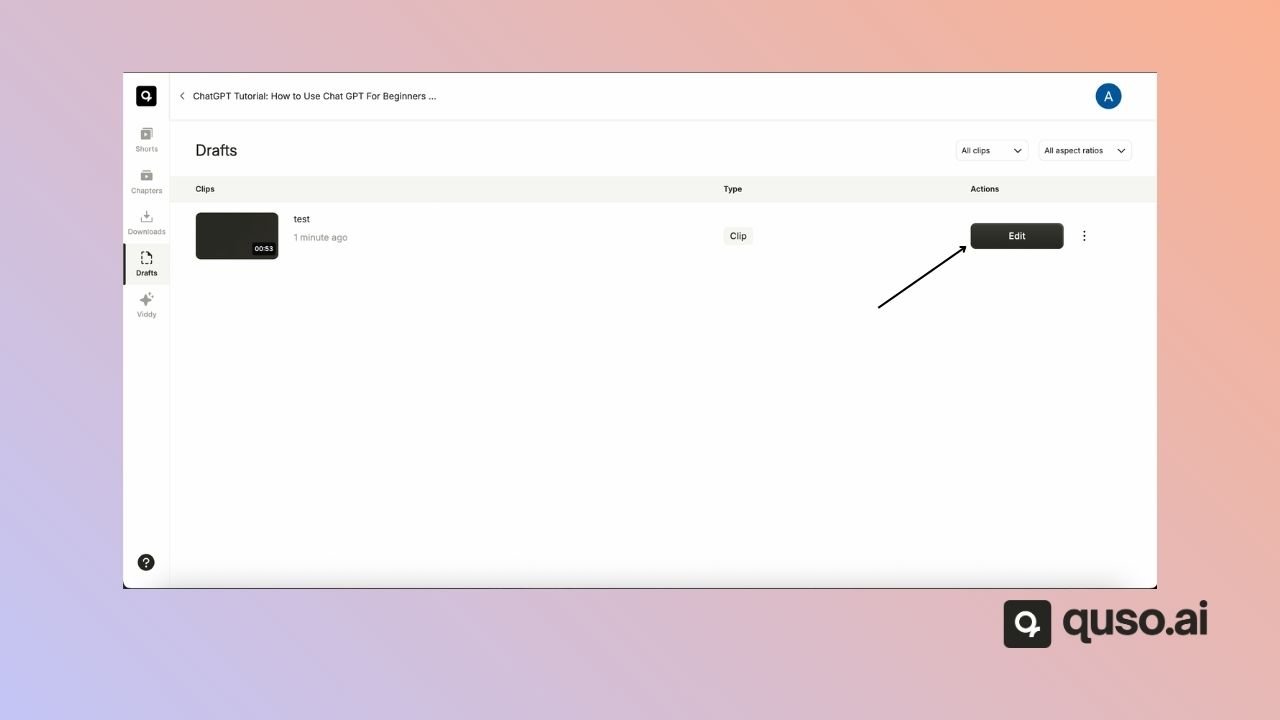 ChatGPT Tutorial: How to Use Chat GPT For Beginners ...
A
Shorts
Chapters
Downloads
Drafts
Viddy
Drafts
All clips
All aspect ratios
Clips Type Actions
00:53
test
1 minute ago
Clip
Edit
?
quso.ai